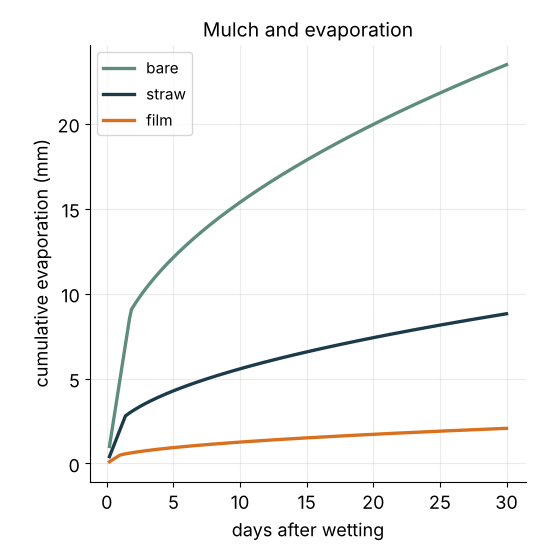 Mulch and evaporation
bare
straw
film
cumulative evaporation (mm)
20
15
10
5
0
0 5 10 15 20 25 30
days after wetting